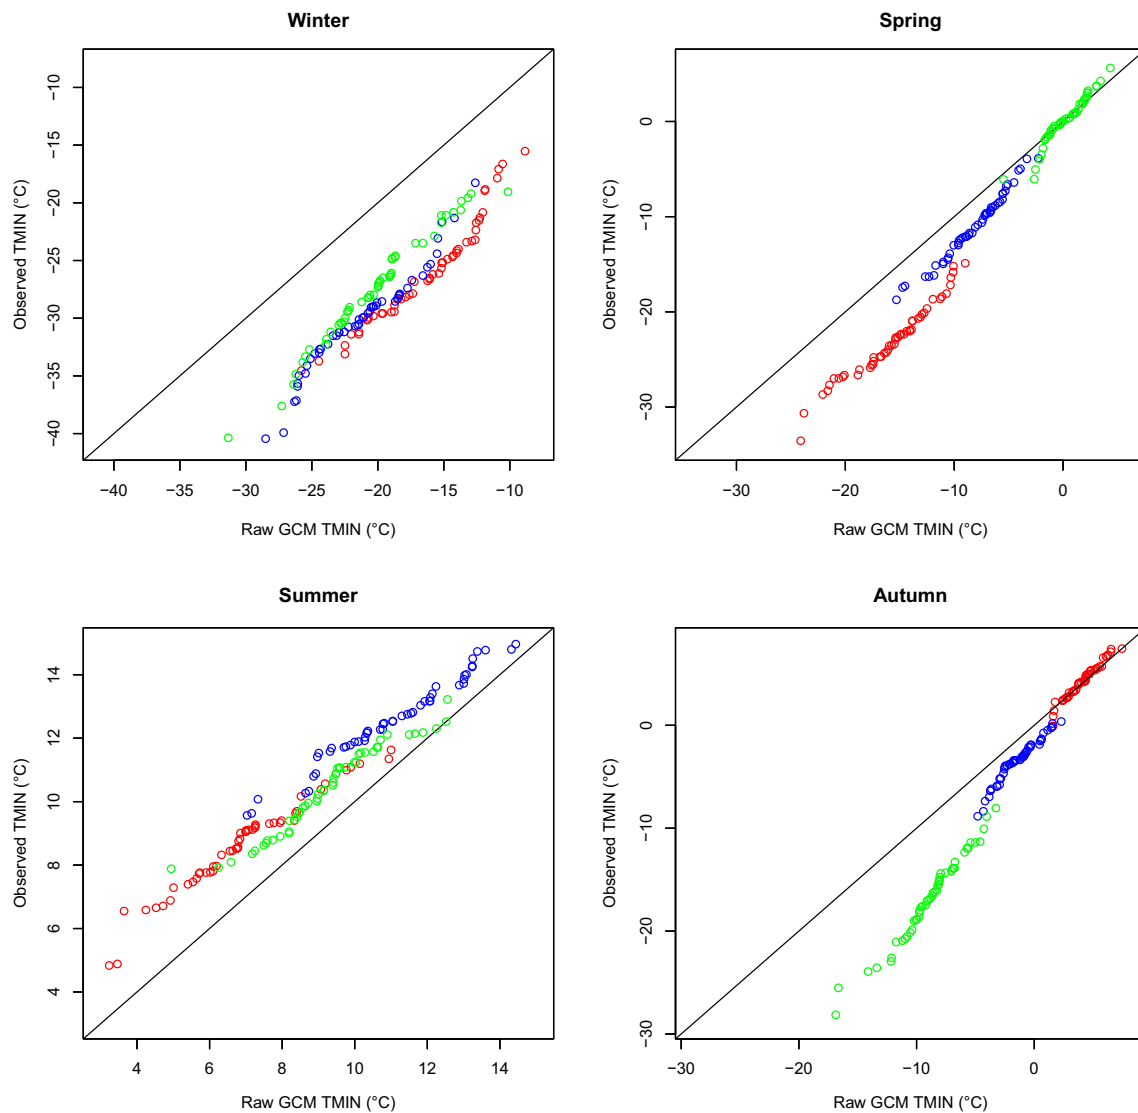 Winter
Observed TMIN (°C)
−10
−15
−20
−25
−30
−35
−40
−40 −35 −30 −25 −20 −15 −10
Raw GCM TMIN (°C)
Spring
Observed TMIN (°C)
0
−10
−20
−30
−30 −20 −10 0
Raw GCM TMIN (°C)
Summer
Observed TMIN (°C)
14
12
10
8
6
4
4 6 8 10 12 14
Raw GCM TMIN (°C)
Autumn
Observed TMIN (°C)
0
−10
−20
−30
−30 −20 −10 0
Raw GCM TMIN (°C)